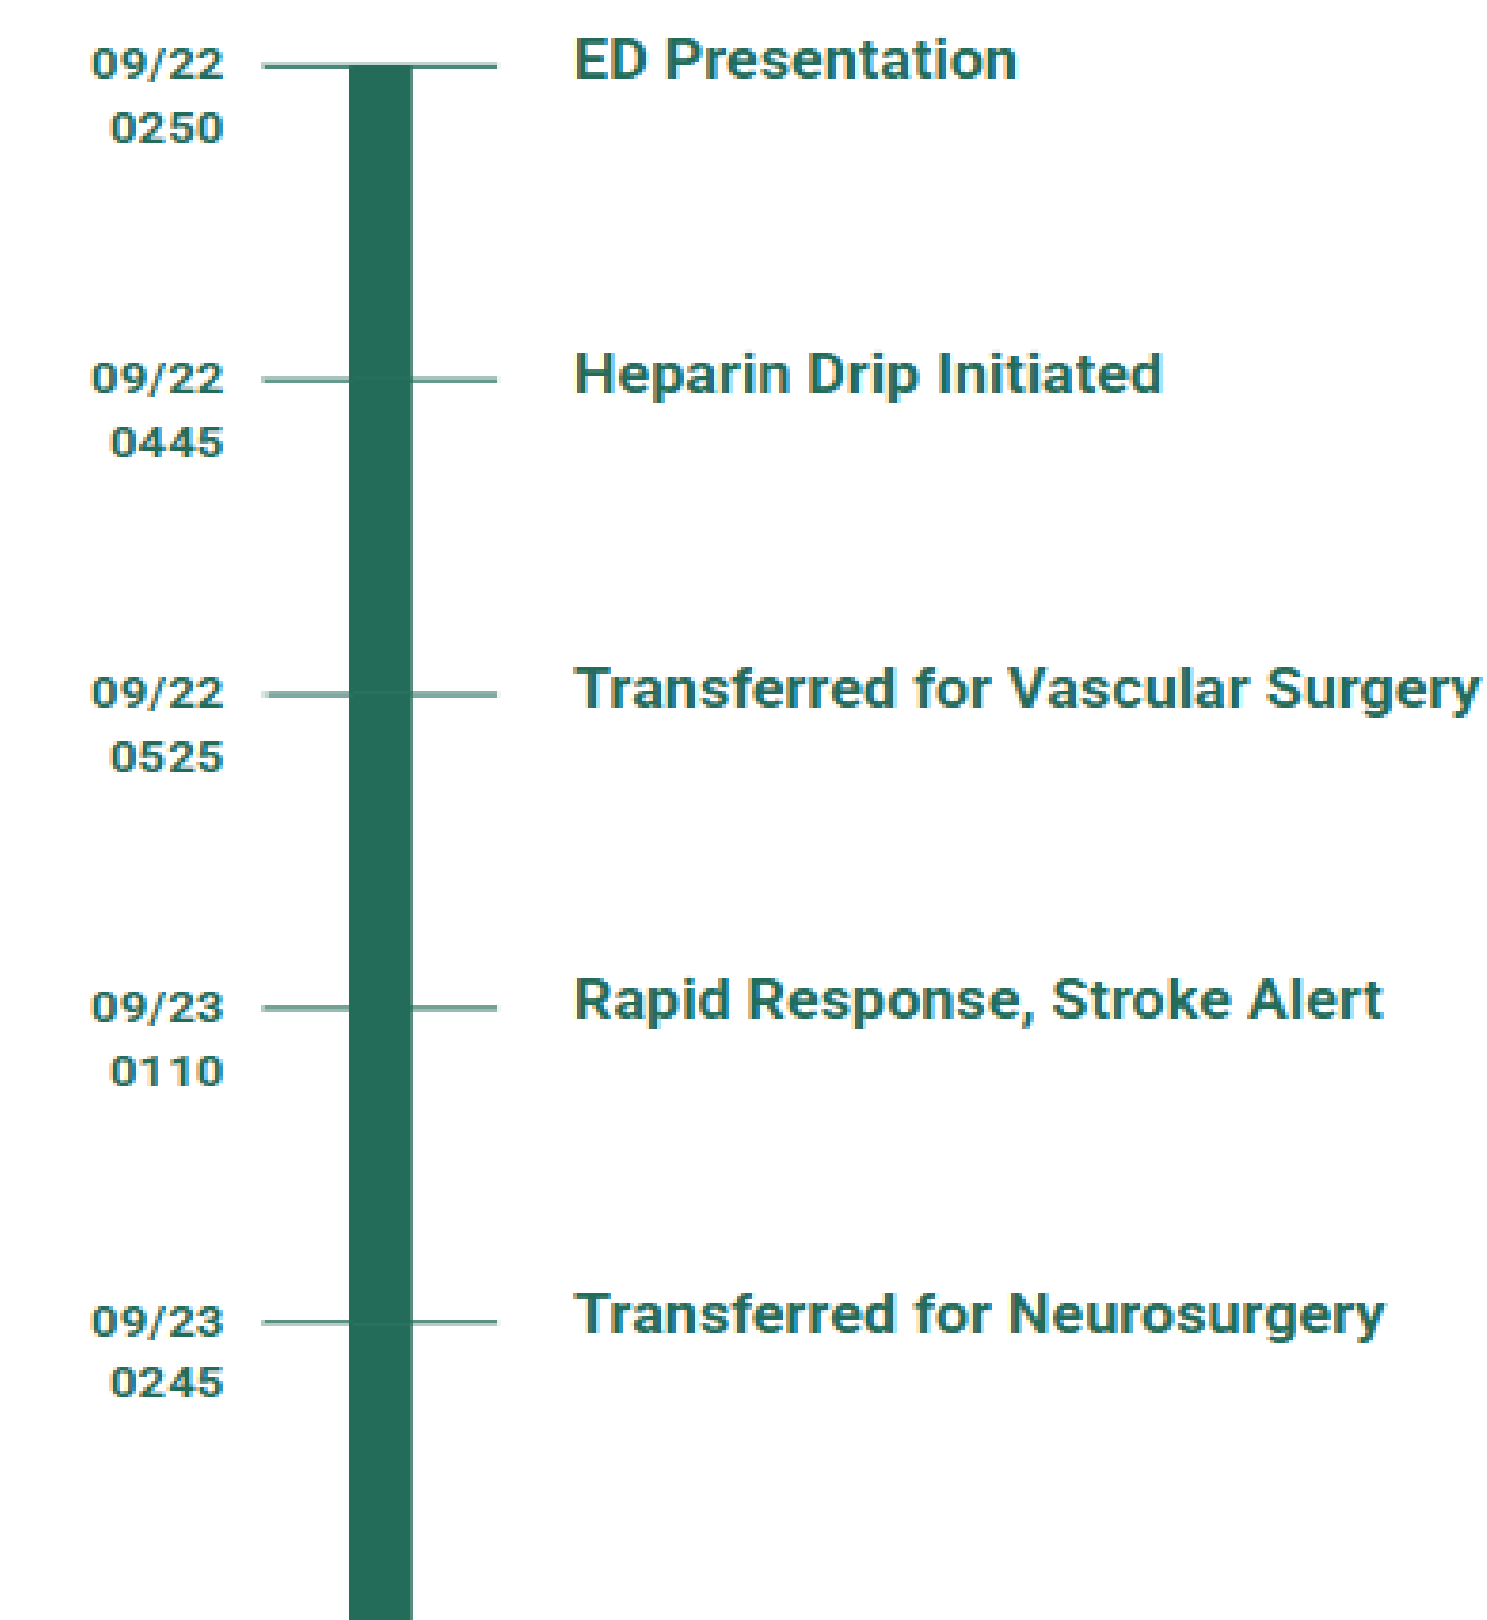 09/22 ED Presentation
0250
09/22 Heparin Drip Initiated
0445
09/22 Transferred for Vascular Surgery
0525
09/23 Rapid Response, Stroke Alert
0110
09/23 Transferred for Neurosurgery
0245